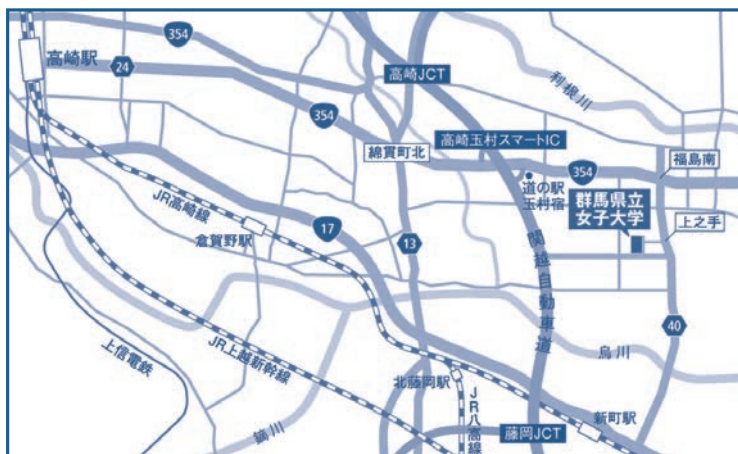 354
高崎駅
24
高崎JCT
利根川
354
綿貫町北
高崎玉村スマートIC
354
福島南
道の駅
玉村宿
群馬県立
女子大学
上之手
JR高崎線
倉賀野駅
17
13
関越自動車道
40
上信電鉄
JR上越新幹線
烏川
北藤岡駅
JR八高線
新町駅
鏑川
藤岡JCT